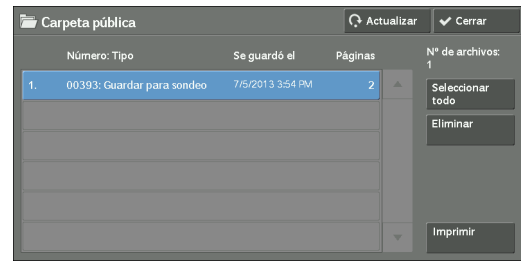 Carpeta pública
Actualizar
Cerrar
Número: Tipo
Se guardó el
Páginas
Nº de archivos:
1
1.
00393: Guardar para sondeo
7/5/2013 3:54 PM
2
Seleccionar
todo
Eliminar
Imprimir